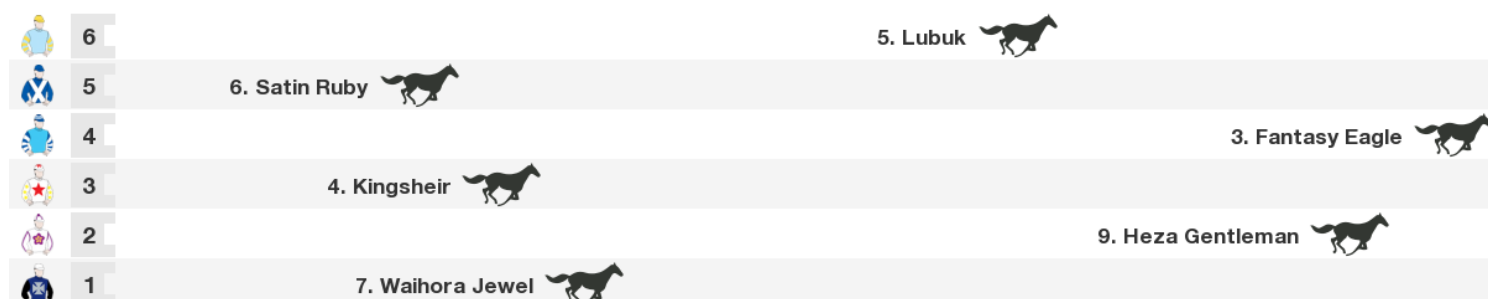 6 5. Lubuk
5 6. Satin Ruby
4 3. Fantasy Eagle
3 4. Kingsheir
2 9. Heza Gentleman
1 7. Waihora Jewel